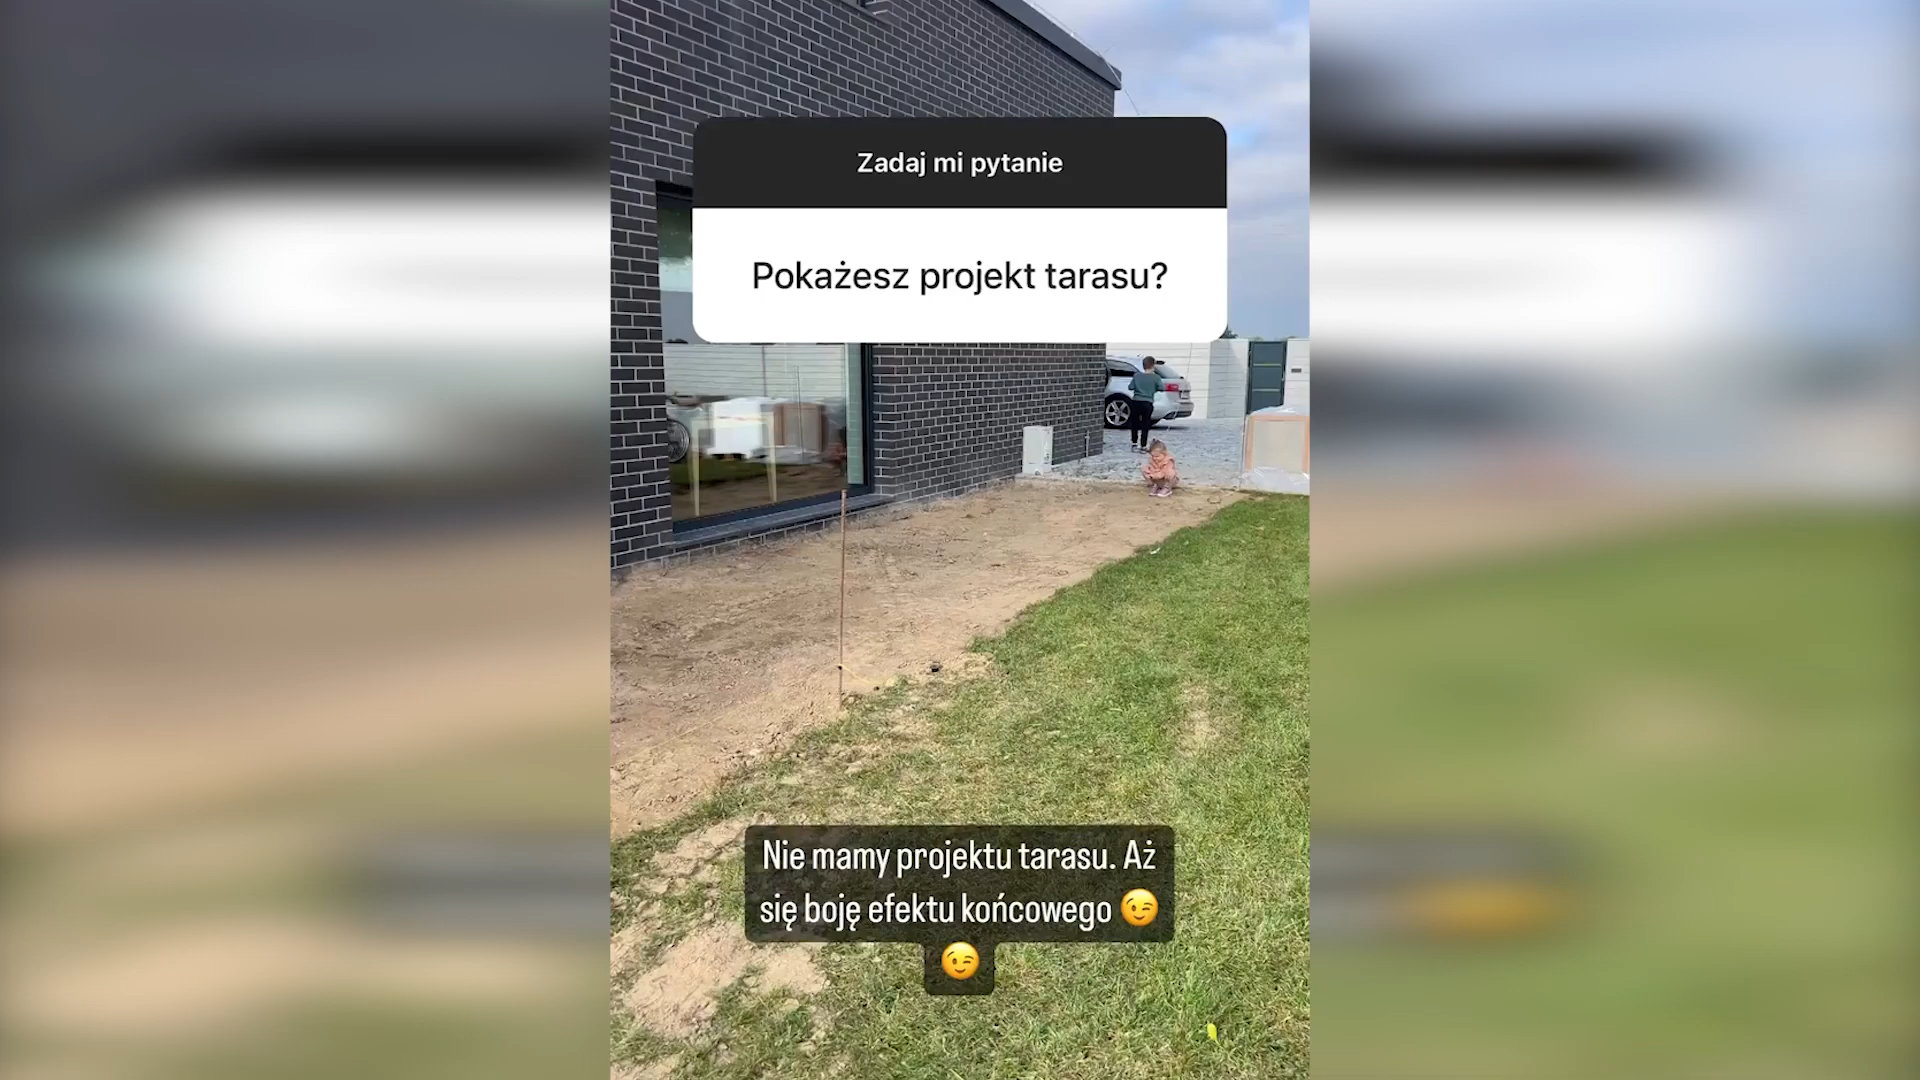 Zadaj mi pytanie
Pokażesz projekt tarasu?
Nie mamy projektu tarasu. Aż
się boję efektu końcowego 😉
😉